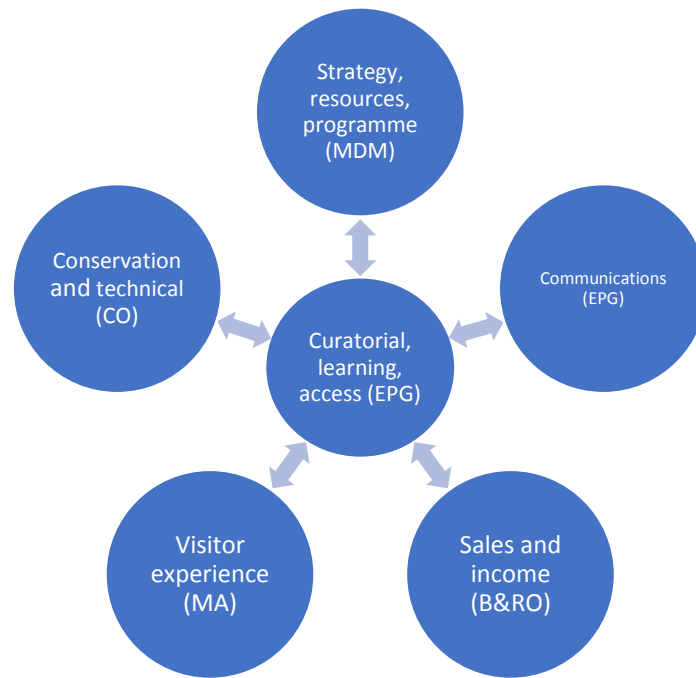 Strategy,
resources,
programme
(MDM)
Conservation
and technical
(CO)
Communications
(EPG)
Curatorial,
learning,
access (EPG)
Visitor
experience
(MA)
Sales and
income
(B&RO)